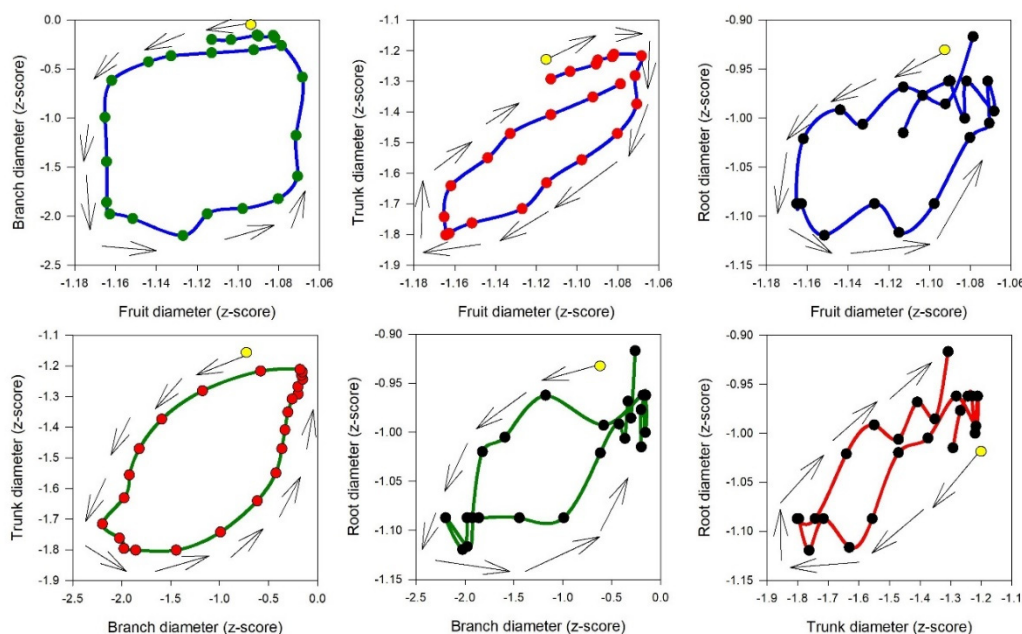 0.0
-0.5
-1.0
-1.5
-2.0
-2.5
Branch diameter (z-score)
-1.18 -1.16 -1.14 -1.12 -1.10 -1.08 -1.06
Fruit diameter (z-score)
-1.1
-1.2
-1.3
-1.4
-1.5
-1.6
-1.7
-1.8
-1.9
Trunk diameter (z-score)
-1.18 -1.16 -1.14 -1.12 -1.10 -1.08 -1.06
Fruit diameter (z-score)
-0.90
-0.95
-1.00
-1.05
-1.10
-1.15
Root diameter (z-score)
-1.18 -1.16 -1.14 -1.12 -1.10 -1.08 -1.06
Fruit diameter (z-score)
-1.1
-1.2
-1.3
-1.4
-1.5
-1.6
-1.7
-1.8
-1.9
Trunk diameter (z-score)
-2.5 -2.0 -1.5 -1.0 -0.5 0.0
Branch diameter (z-score)
-0.90
-0.95
-1.00
-1.05
-1.10
-1.15
Root diameter (z-score)
-2.5 -2.0 -1.5 -1.0 -0.5 0.0
Branch diameter (z-score)
-0.90
-0.95
-1.00
-1.05
-1.10
-1.15
Root diameter (z-score)
-1.9 -1.8 -1.7 -1.6 -1.5 -1.4 -1.3 -1.2 -1.1
Trunk diameter (z-score)